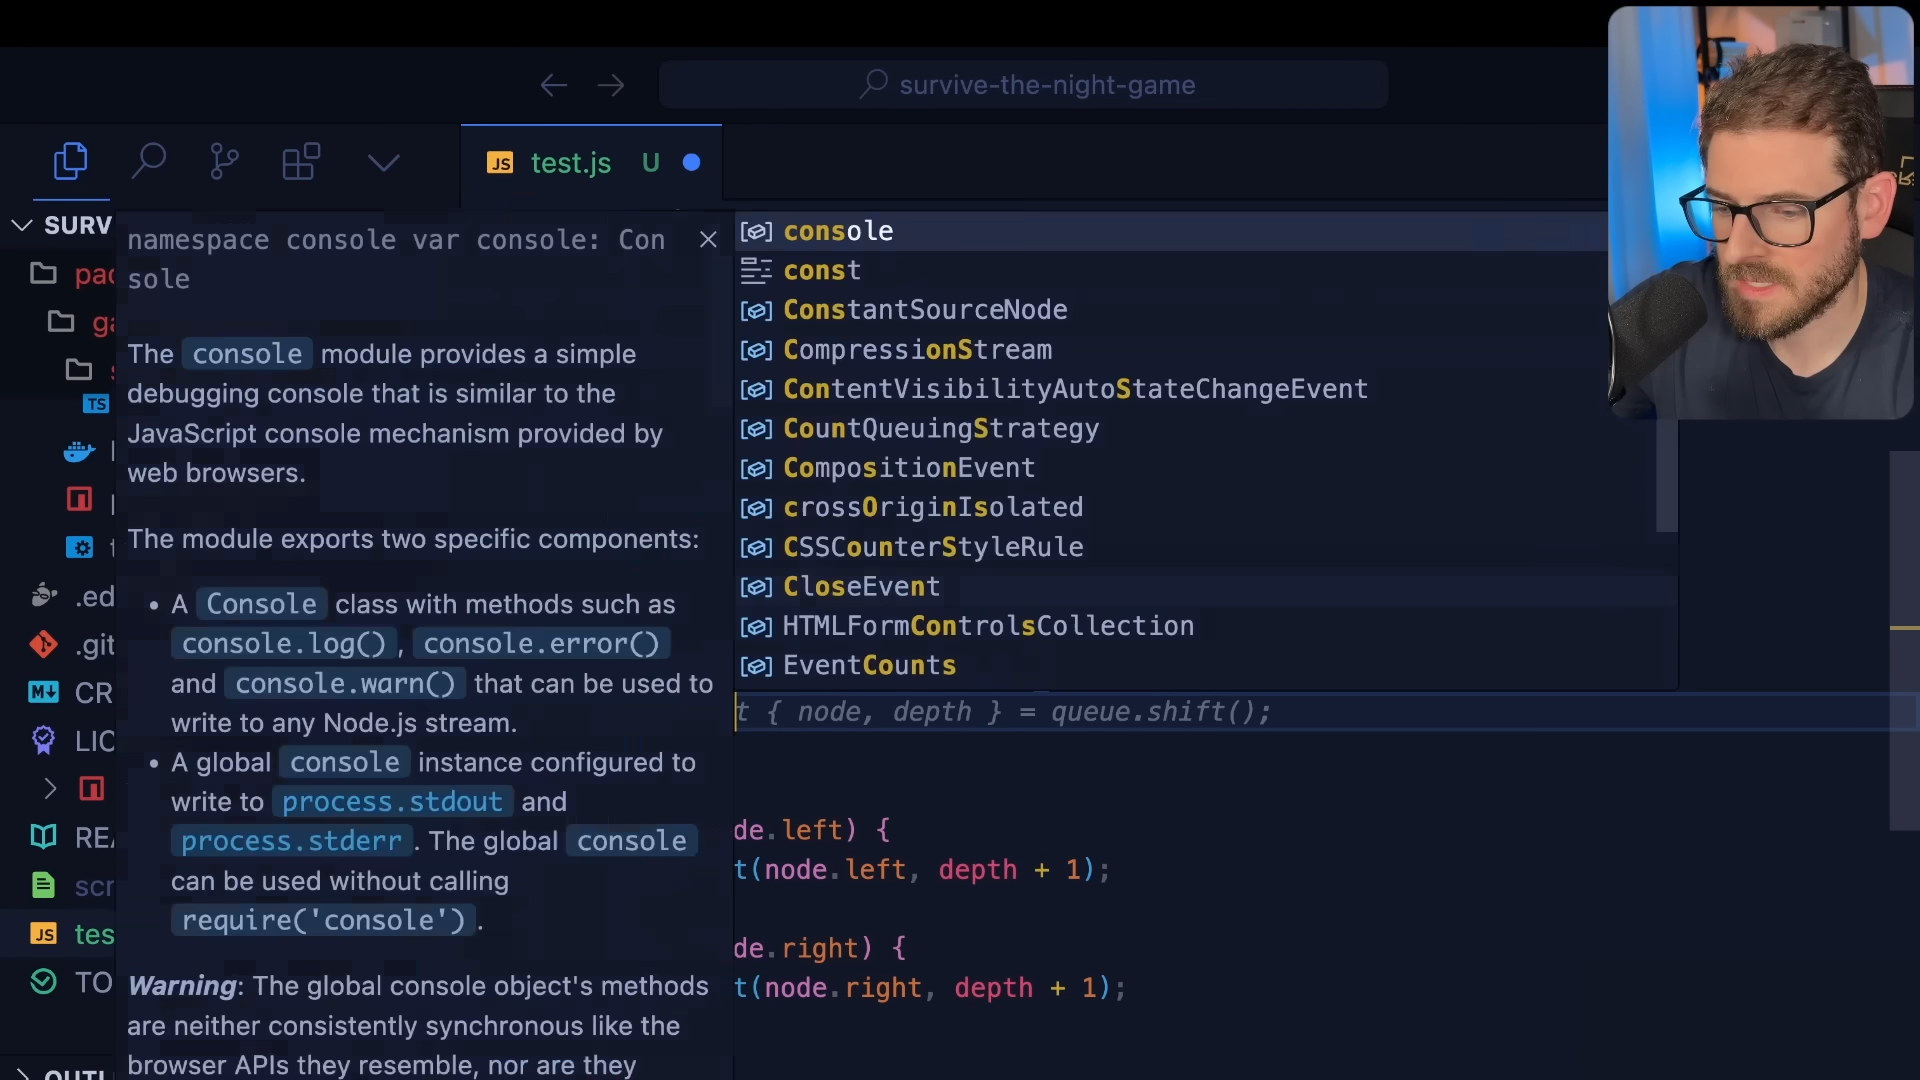 survive-the-night-game
JS test.js U
SURV
namespace console var console: Con
sole
The console module provides a simple
debugging console that is similar to the
JavaScript console mechanism provided by
web browsers.
The module exports two specific components:
• A Console class with methods such as
console.log(), console.error()
and console.warn() that can be used to
write to any Node.js stream.
• A global console instance configured to
write to process.stdout and
process.stderr. The global console
can be used without calling
require('console').
Warning: The global console object's methods
are neither consistently synchronous like the
browser APIs they resemble, nor are they
console
const
ConstantSourceNode
CompressionStream
ContentVisibilityAutoStateChangeEvent
CountQueuingStrategy
CompositionEvent
crossOriginIsolated
CSSCounterStyleRule
CloseEvent
HTMLFormControlsCollection
EventCounts
t { node, depth } = queue.shift();
de.left) {
t(node.left, depth + 1);
de.right) {
t(node.right, depth + 1);
pac
ga
TS
.ed
.git
M↓ CR
LIC
REA
scr
JS tes
TO
OUTL